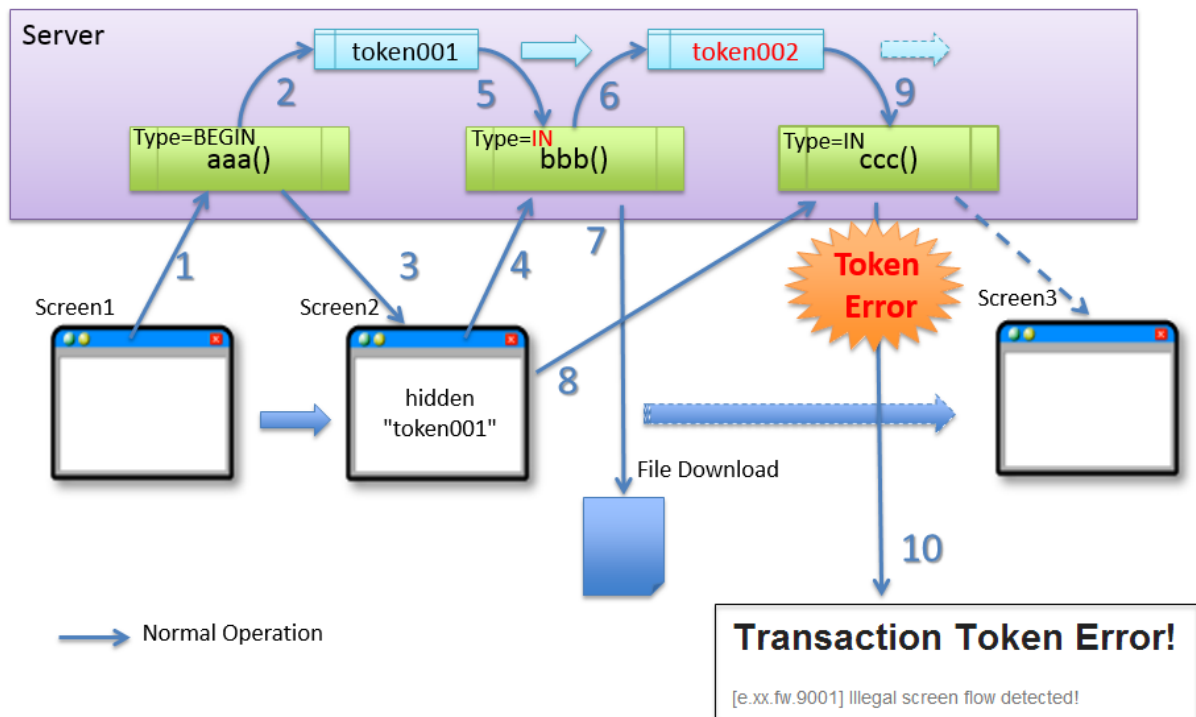 Server
token001
token002
2
5
6
9
Type=BEGIN
aaa()
Type=IN
bbb()
Type=IN
ccc()
1
3
4
7
8
Token
Error
Screen1
Screen2
Screen3
hidden
"token001"
File Download
10
Normal Operation
Transaction Token Error!
[e.xx.fw.9001] Illegal screen flow detected!